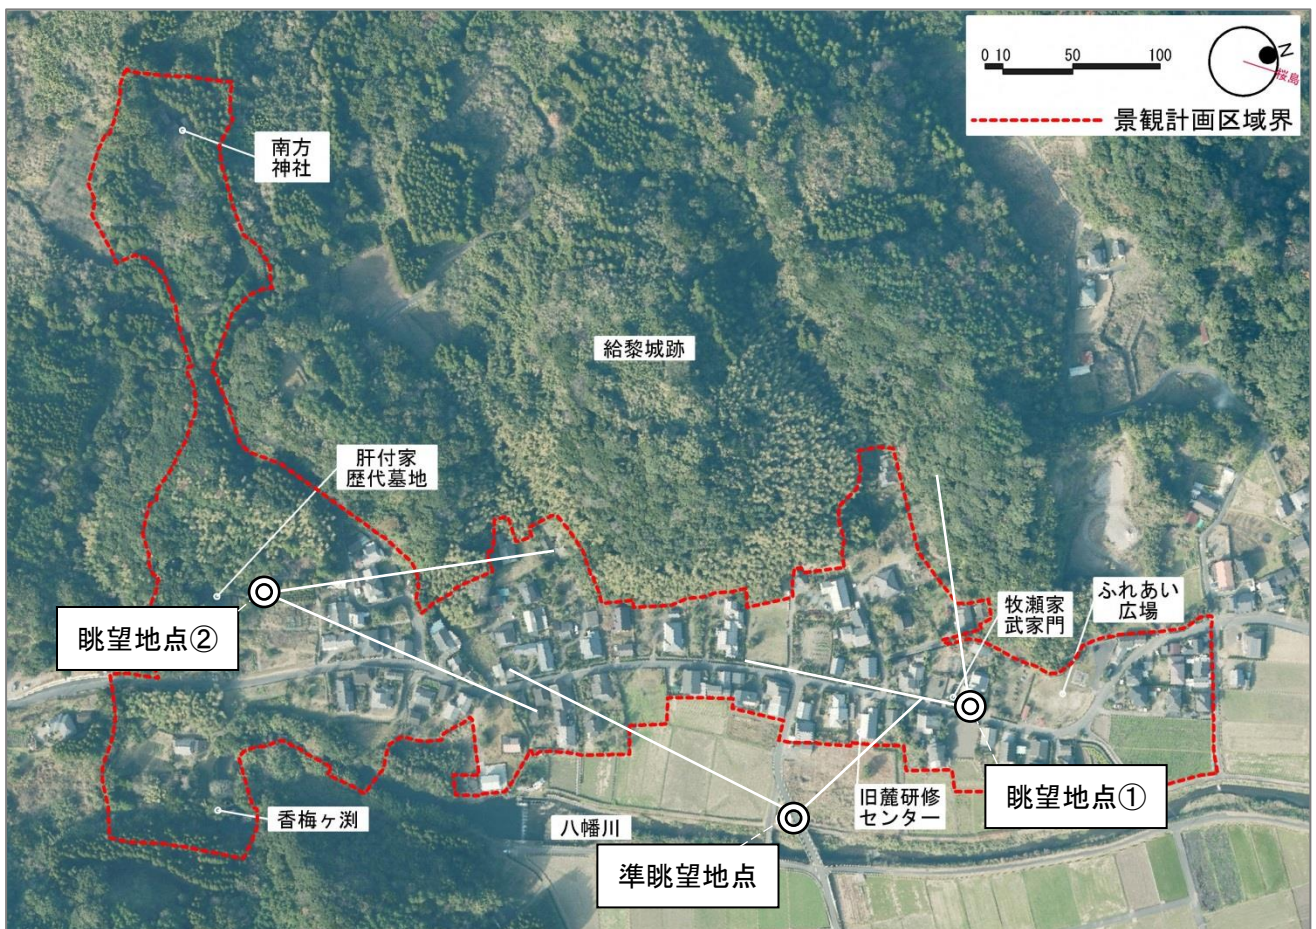 0 10 50 100
N
桜島
景観計画区域界
南方
神社
給黎城跡
肝付家
歴代墓地
眺望地点②
牧瀬家
武家門
ふれあい
広場
眺望地点①
旧麓研修
センター
香梅ヶ渕
八幡川
準眺望地点